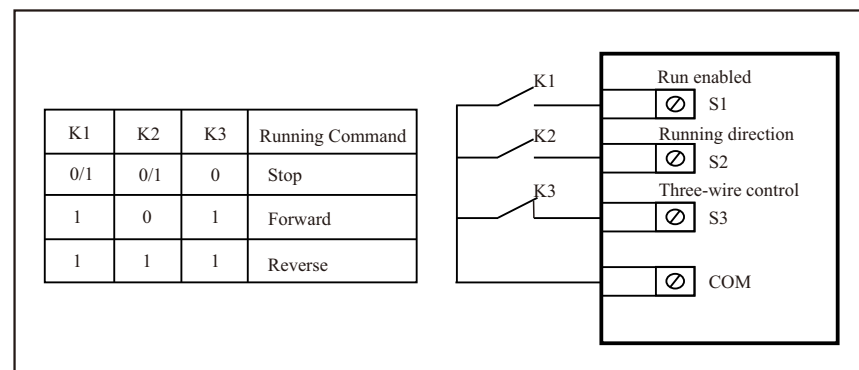 K1 K2 K3 Running Command
0/1 0/1 0 Stop
1 0 1 Forward
1 1 1 Reverse
K1 Run enabled
S1
K2 Running direction
S2
K3 Three-wire control
S3
COM